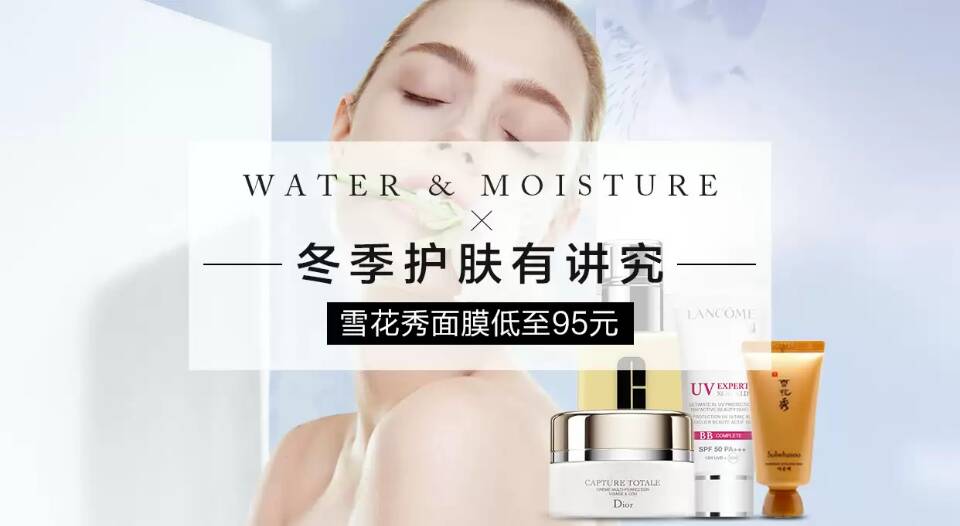 WATER & MOISTURE
×
冬季护肤有讲究
雪花秀面膜低至95元
LANCÔME
UV EXPERT
BB COMPLETE
SPF 50 PA+++
CAPTURE TOTALE
Dior
雪花秀
Sulwhasoo